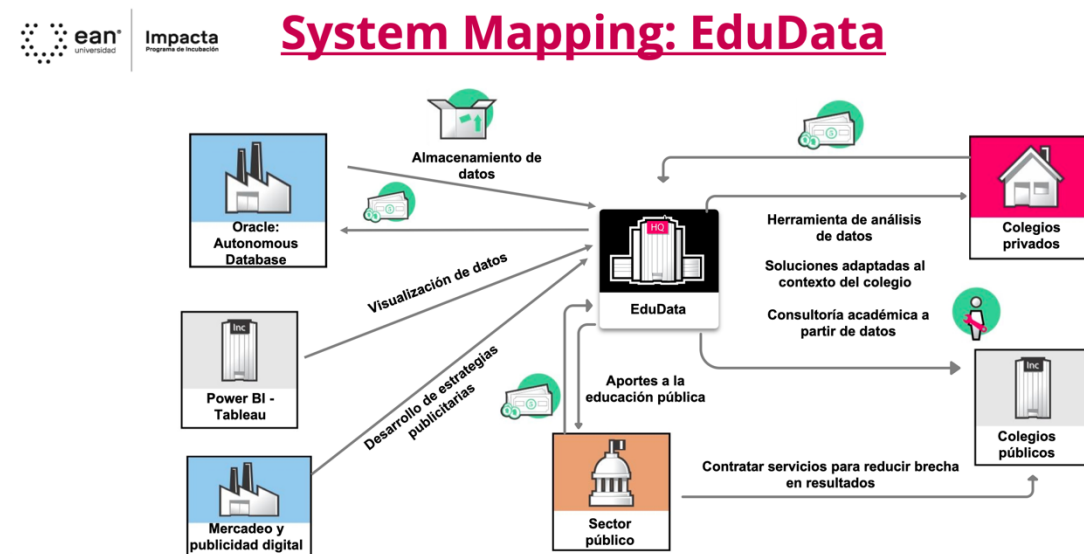 ean®
universidad
Impacta
Programa de Incubación
System Mapping: EduData
Almacenamiento de
datos
Oracle:
Autonomous
Database
HQ
EduData
Herramienta de análisis
de datos
Soluciones adaptadas al
contexto del colegio
Consultoría académica a
partir de datos
Colegios
privados
Visualización de datos
Inc
Power BI -
Tableau
Desarrollo de estrategias
publicitarias
Aportes a la
educación pública
Inc
Colegios
públicos
Mercadeo y
publicidad digital
Sector
público
Contratar servicios para reducir brecha
en resultados